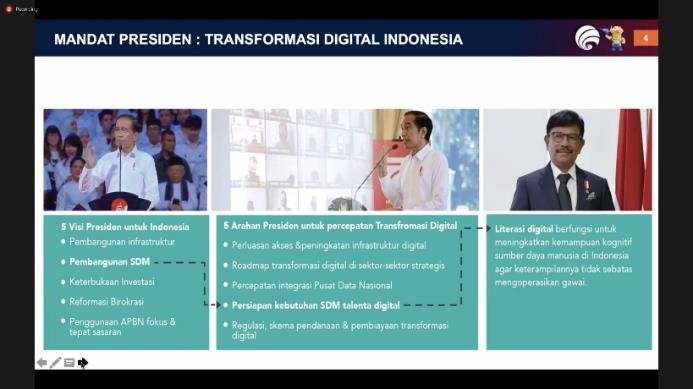 Recording
MANDAT PRESIDEN : TRANSFORMASI DIGITAL INDONESIA
4
5 Visi Presiden untuk Indonesia
Pembangunan infrastruktur
Pembangunan SDM
Keterbukaan Investasi
Reformasi Birokrasi
Penggunaan APBN fokus &
tepat sasaran
5 Arahan Presiden untuk percepatan Transfromasi Digital
Perluasan akses &peningkatan infrastruktur digital
Roadmap transformasi digital di sektor-sektor strategis
Percepatan integrasi Pusat Data Nasional
Persiapan kebutuhan SDM talenta digital
Regulasi, skema pendanaan & pembiayaan transformasi
digital
Literasi digital berfungsi untuk
meningkatkan kemampuan kognitif
sumber daya manusia di Indonesia
agar keterampilannya tidak sebatas
mengoperasikan gawai.